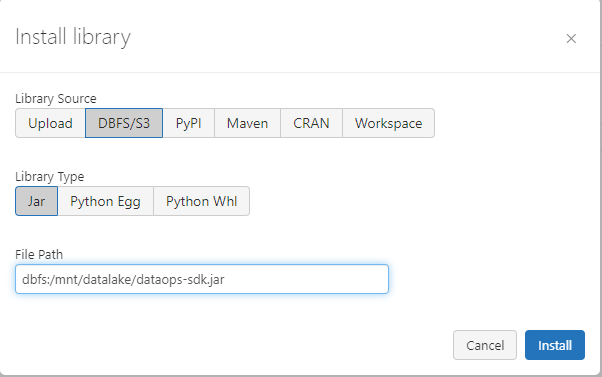 Install library
×
Library Source
Upload DBFS/S3 PyPI Maven CRAN Workspace
Library Type
Jar Python Egg Python Whl
File Path
dbfs:/mnt/datalake/dataops-sdk.jar
Cancel Install